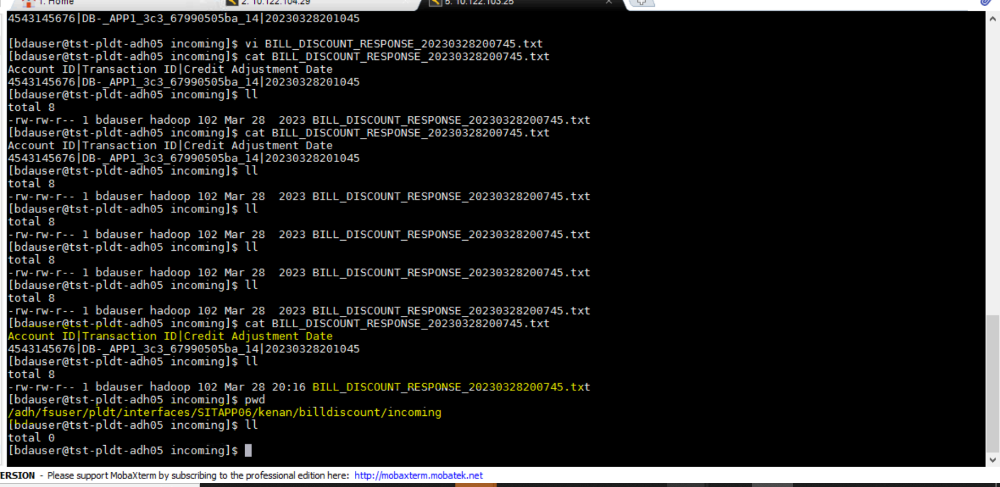 1. Home 2. 10.122.104.29 5. 10.122.103.25
4543145676|DB-_APP1_3c3_67990505ba_14|20230328201045
[bdauser@tst-pldt-adh05 incoming]$ vi BILL_DISCOUNT_RESPONSE_20230328200745.txt
[bdauser@tst-pldt-adh05 incoming]$ cat BILL_DISCOUNT_RESPONSE_20230328200745.txt
Account ID|Transaction ID|Credit Adjustment Date
4543145676|DB-_APP1_3c3_67990505ba_14|20230328201045
[bdauser@tst-pldt-adh05 incoming]$ ll
total 8
-rw-rw-r-- 1 bdauser hadoop 102 Mar 28  2023 BILL_DISCOUNT_RESPONSE_20230328200745.txt
[bdauser@tst-pldt-adh05 incoming]$ cat BILL_DISCOUNT_RESPONSE_20230328200745.txt
Account ID|Transaction ID|Credit Adjustment Date
4543145676|DB-_APP1_3c3_67990505ba_14|20230328201045
[bdauser@tst-pldt-adh05 incoming]$ ll
total 8
-rw-rw-r-- 1 bdauser hadoop 102 Mar 28  2023 BILL_DISCOUNT_RESPONSE_20230328200745.txt
[bdauser@tst-pldt-adh05 incoming]$ ll
total 8
-rw-rw-r-- 1 bdauser hadoop 102 Mar 28  2023 BILL_DISCOUNT_RESPONSE_20230328200745.txt
[bdauser@tst-pldt-adh05 incoming]$ ll
total 8
-rw-rw-r-- 1 bdauser hadoop 102 Mar 28  2023 BILL_DISCOUNT_RESPONSE_20230328200745.txt
[bdauser@tst-pldt-adh05 incoming]$ ll
total 8
-rw-rw-r-- 1 bdauser hadoop 102 Mar 28  2023 BILL_DISCOUNT_RESPONSE_20230328200745.txt
[bdauser@tst-pldt-adh05 incoming]$ cat BILL_DISCOUNT_RESPONSE_20230328200745.txt
Account ID|Transaction ID|Credit Adjustment Date
4543145676|DB-_APP1_3c3_67990505ba_14|20230328201045
[bdauser@tst-pldt-adh05 incoming]$ ll
total 8
-rw-rw-r-- 1 bdauser hadoop 102 Mar 28 20:16 BILL_DISCOUNT_RESPONSE_20230328200745.txt
[bdauser@tst-pldt-adh05 incoming]$ pwd
/adh/fsuser/pldt/interfaces/SITAPP06/kenan/billdiscount/incoming
[bdauser@tst-pldt-adh05 incoming]$ ll
total 0
[bdauser@tst-pldt-adh05 incoming]$
ERSION - Please support MobaXterm by subscribing to the professional edition here: http://mobaxterm.mobatek.net